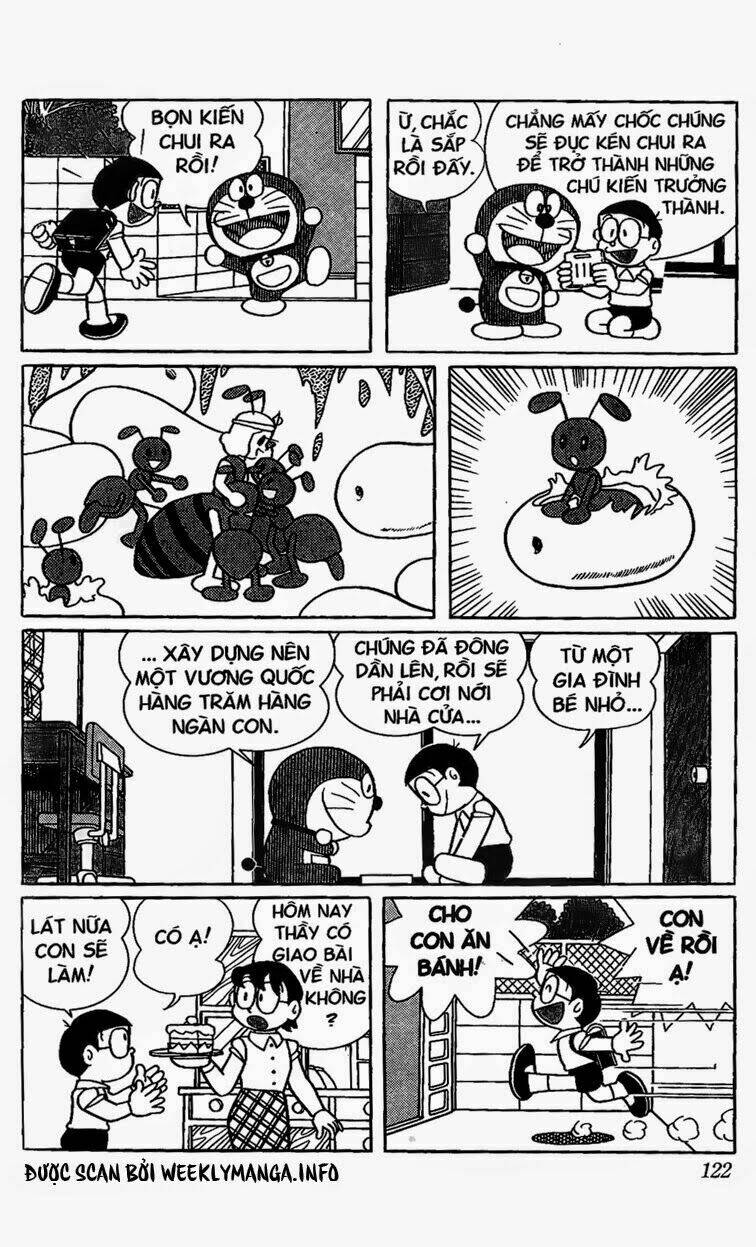 CHẲNG MẤY CHỐC CHÚNG
SẼ ĐỤC KÉN CHUI RA
ĐỂ TRỞ THÀNH NHỮNG
CHÚ KIẾN TRƯỞNG
THÀNH.
Ừ, CHẮC
LÀ SẮP
RỒI ĐẤY.
BỌN KIẾN
CHUI RA
RỒI!
TỪ MỘT
GIA ĐÌNH
BÉ NHỎ...
CHÚNG ĐÃ ĐÔNG
DẦN LÊN, RỒI SẼ
PHẢI CƠI NỚI
NHÀ CỬA...
... XÂY DỰNG NÊN
MỘT VƯƠNG QUỐC
HÀNG TRĂM HÀNG
NGÀN CON.
CON
VỀ RỒI
Ạ!
CHO
CON ĂN
BÁNH!
HÔM NAY
THẦY CÓ
GIAO BÀI
VỀ NHÀ
KHÔNG
?
CÓ Ạ!
LÁT NỮA
CON SẼ
LÀM!
ĐƯỢC SCAN BỞI WEEKLYMANGA.INFO
122